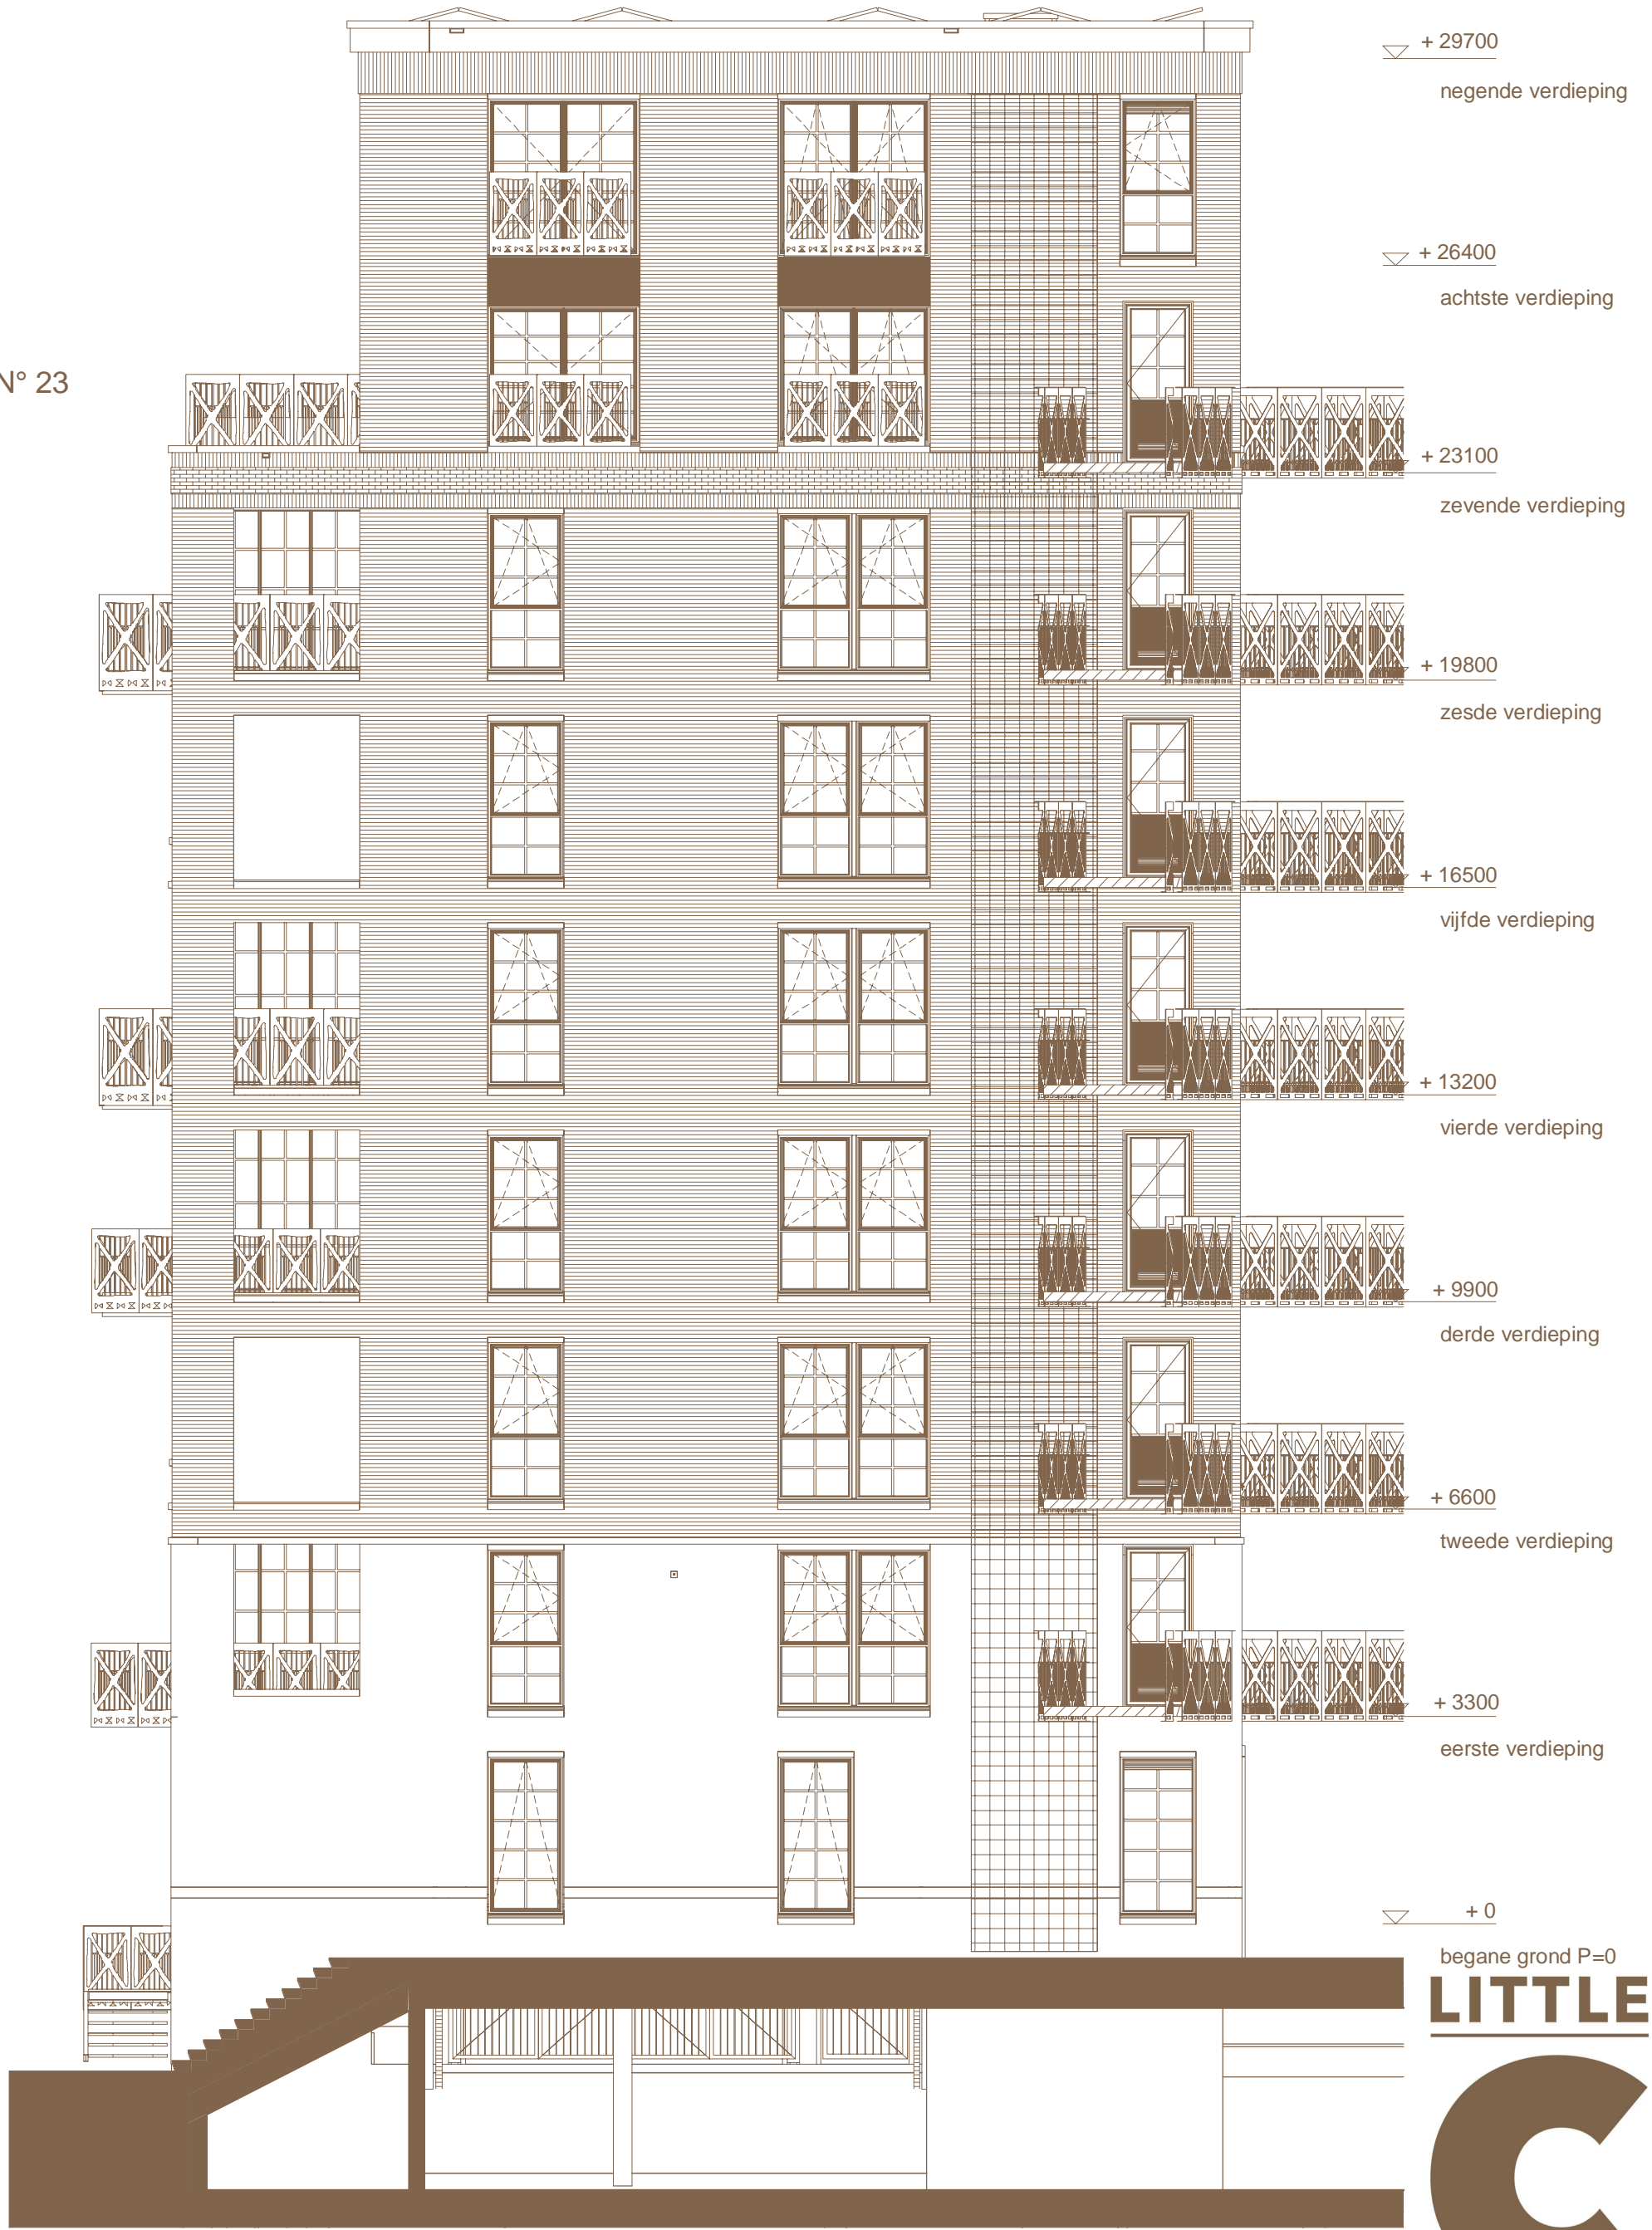 + 29700
negende verdieping
+ 26400
achtste verdieping
N° 23
+ 23100
zevende verdieping
+ 19800
zesde verdieping
+ 16500
vijfde verdieping
+ 13200
vierde verdieping
+ 9900
derde verdieping
+ 6600
tweede verdieping
+ 3300
eerste verdieping
+ 0
begane grond P=0
LITTLE
C